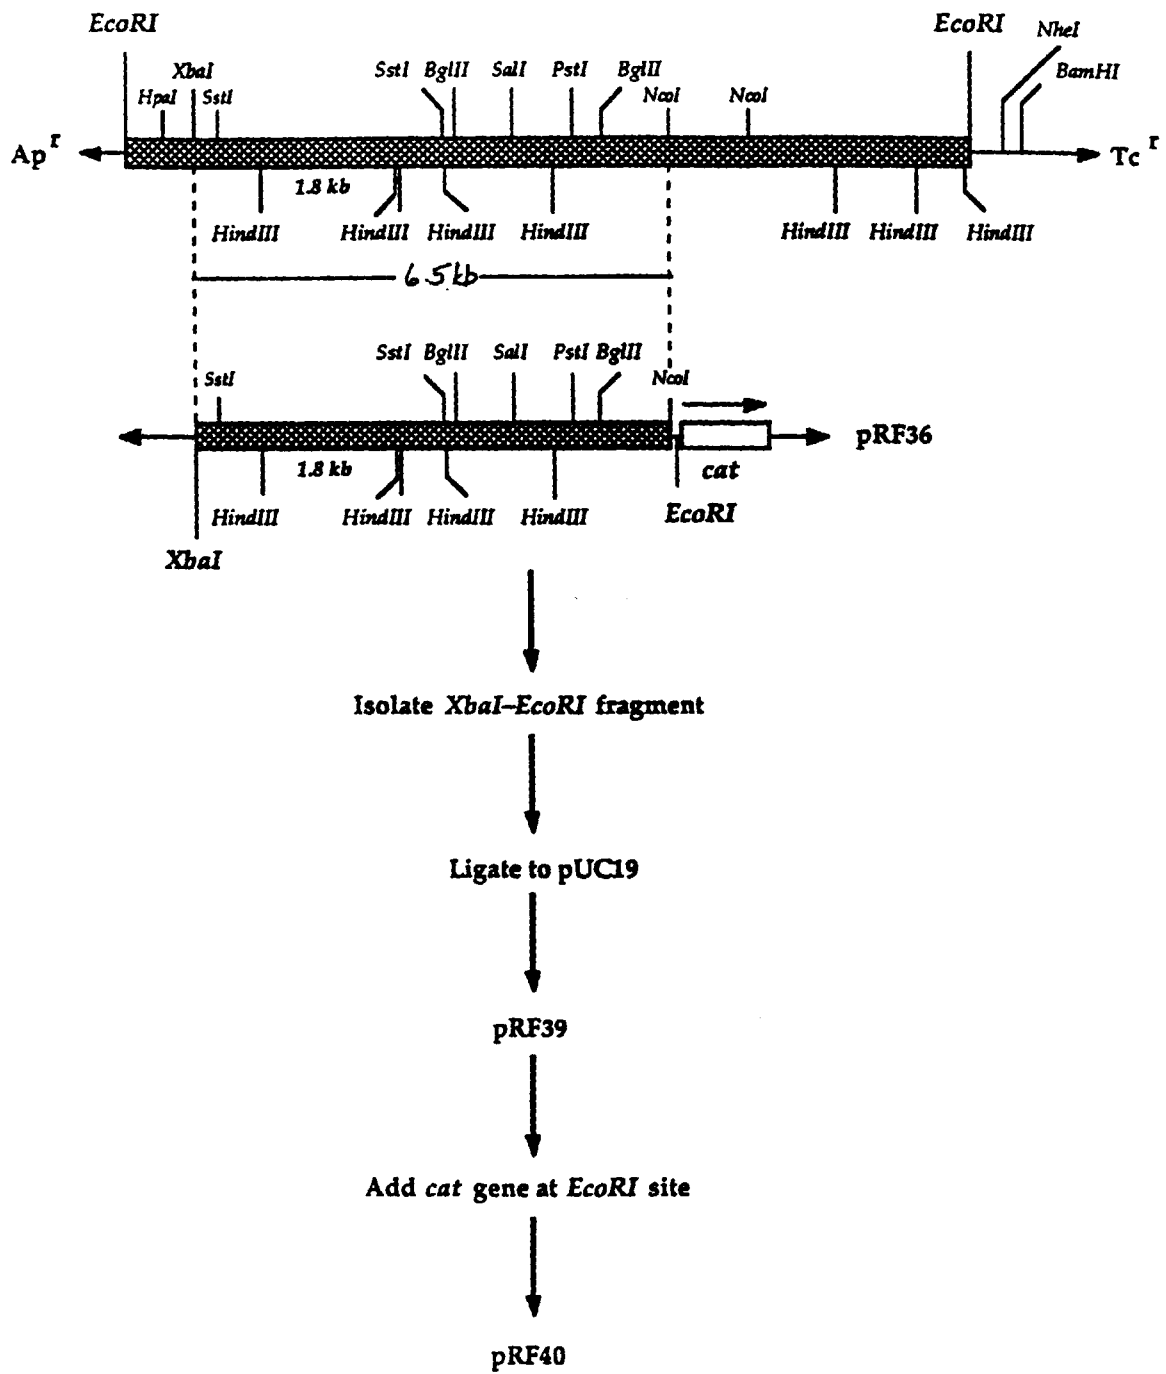 EcoRI EcoRI NheI
XbaI SstI BglII SalI PstI BglII BamHI
HpaI SstI NcoI NcoI
Ap r Tc r
1.8 kb
HindIII HindIII HindIII HindIII HindIII HindIII HindIII
6.5 kb
SstI BglII SalI PstI BglII
SstI NcoI
pRF36
1.8 kb cat
HindIII HindIII HindIII HindIII EcoRI
XbaI
Isolate XbaI–EcoRI fragment
Ligate to pUC19
pRF39
Add cat gene at EcoRI site
pRF40